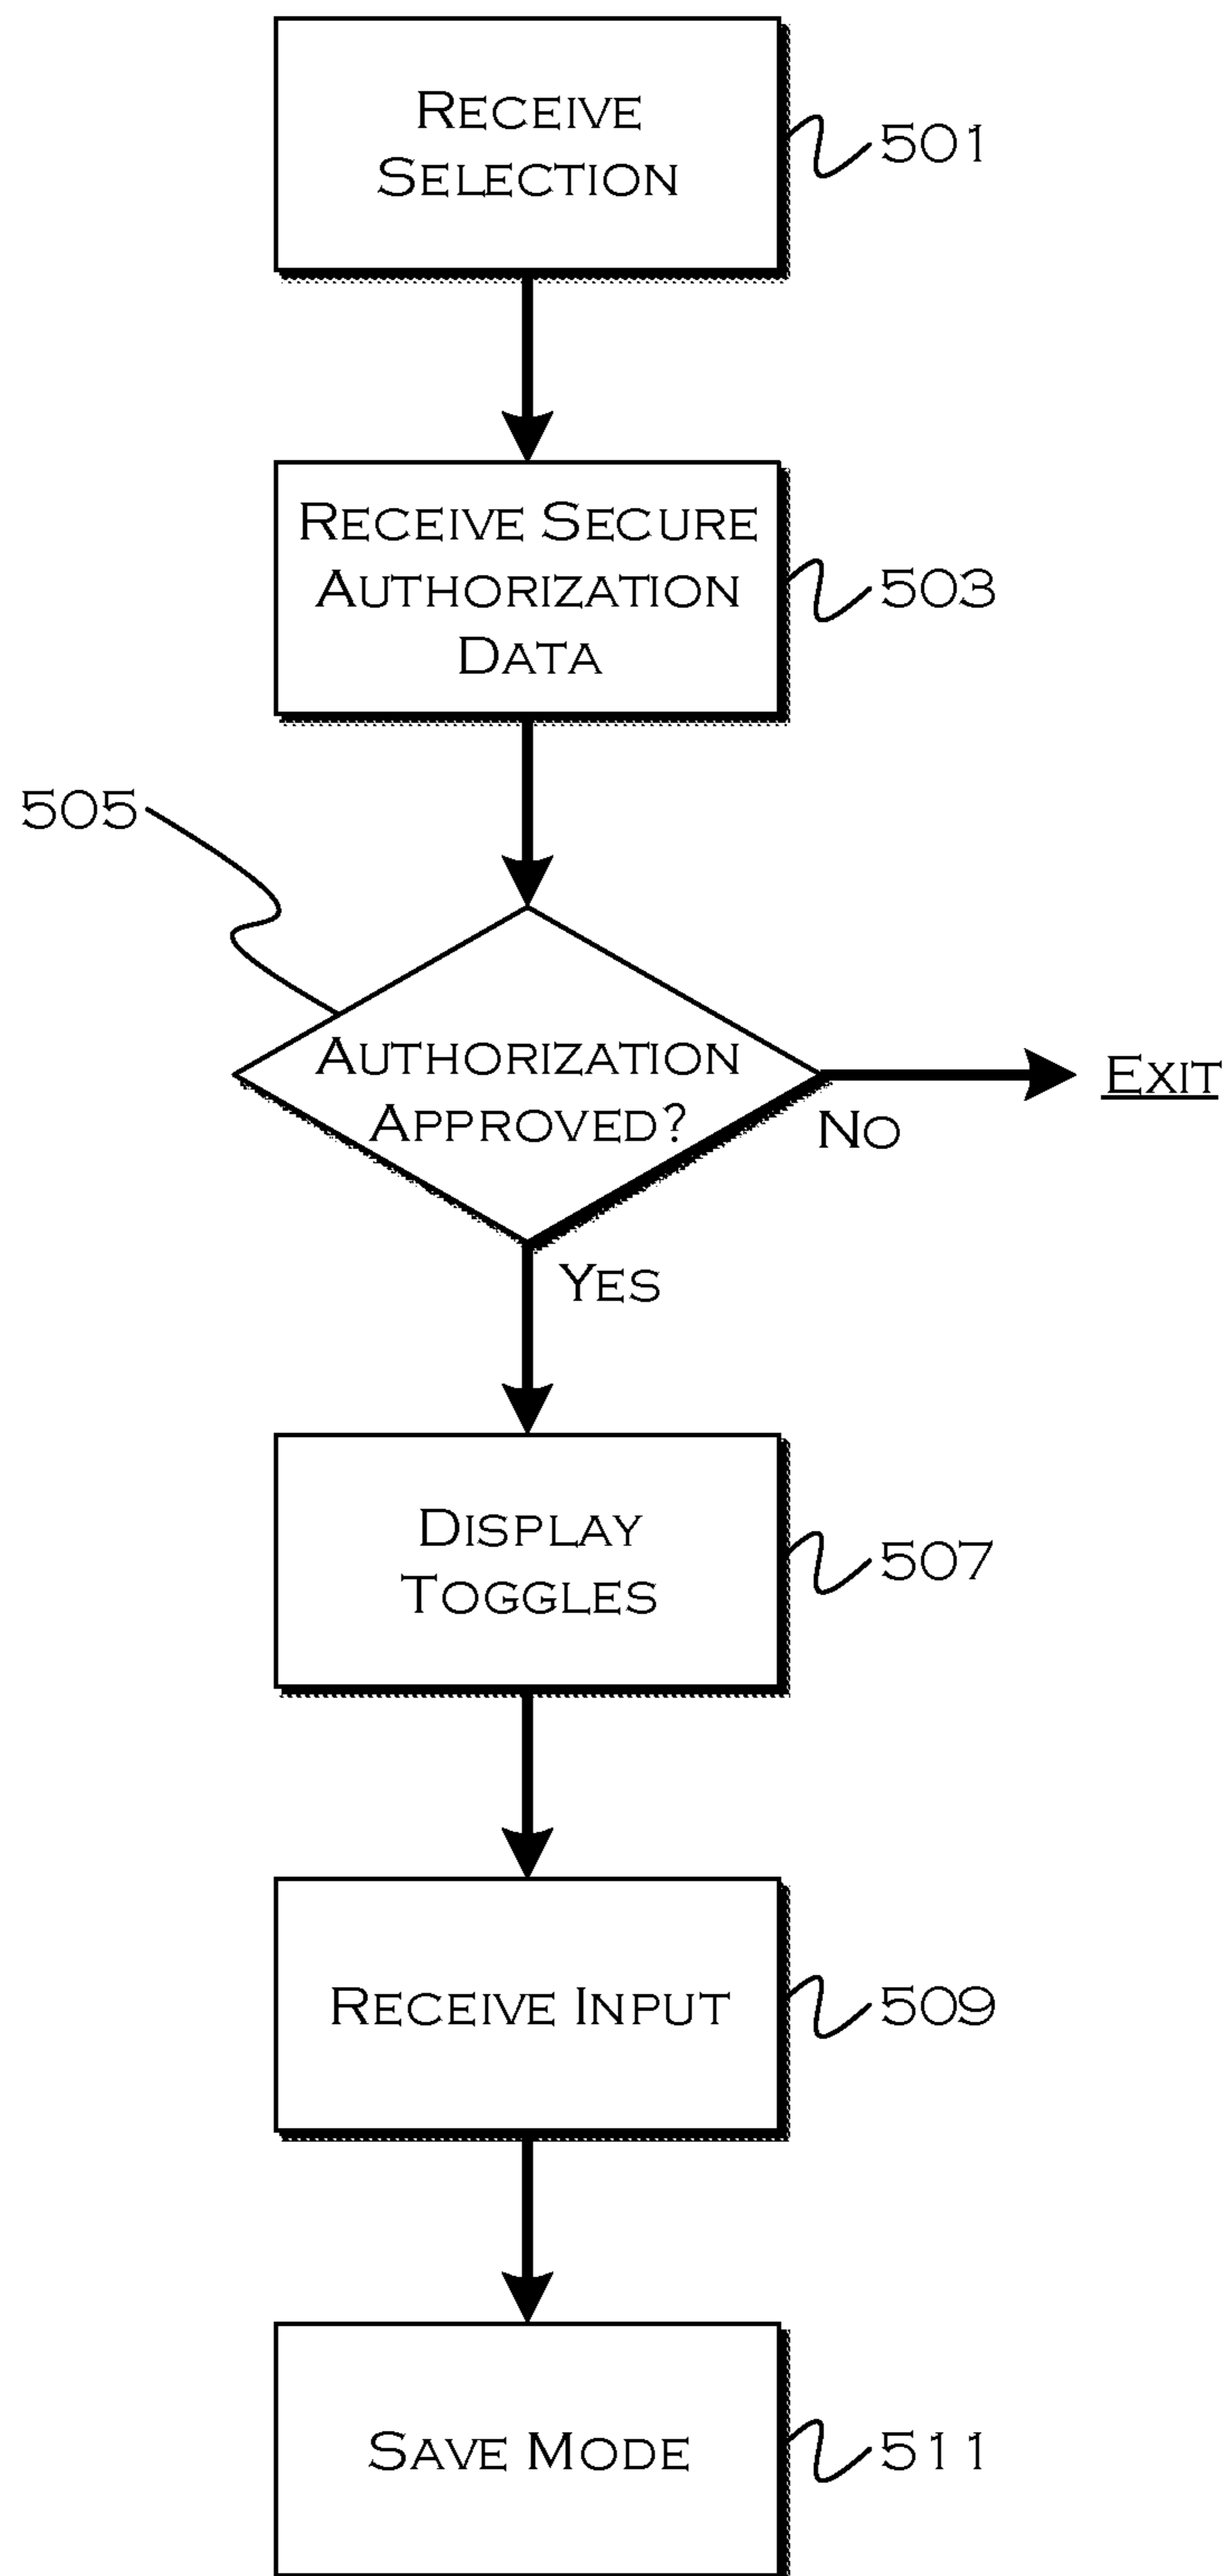 RECEIVE
SELECTION
501
RECEIVE SECURE
AUTHORIZATION
DATA
503
505
AUTHORIZATION
APPROVED?
NO
EXIT
YES
DISPLAY
TOGGLES
507
RECEIVE INPUT
509
SAVE MODE
511